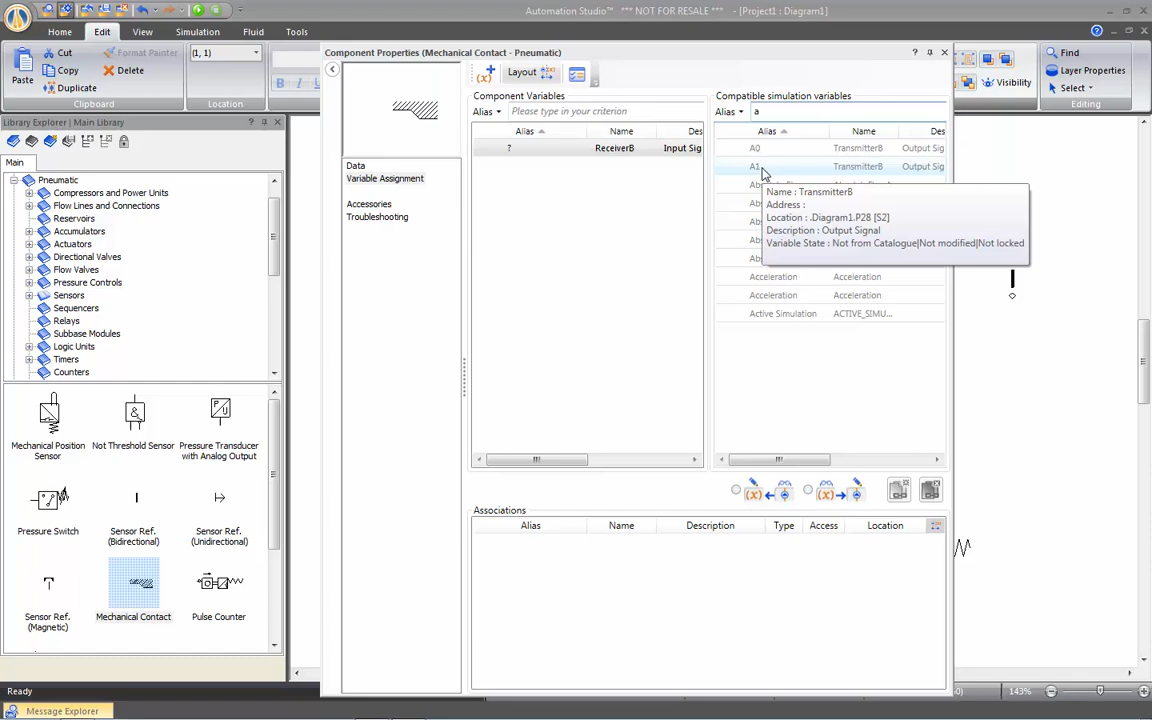 Automation Studio™   *** NOT FOR RESALE ***   - [Project1 : Diagram1]
Home Edit View Simulation Fluid Tools
Paste
Cut
Copy
Duplicate
Format Painter
Delete
Clipboard
(1, 1)
Location
B I
Visibility
Find
Layer Properties
Select
Editing
Library Explorer | Main Library
Main
Pneumatic
Compressors and Power Units
Flow Lines and Connections
Reservoirs
Accumulators
Actuators
Directional Valves
Flow Valves
Pressure Controls
Sensors
Sequencers
Relays
Subbase Modules
Logic Units
Timers
Counters
Mechanical Position Sensor
Not Threshold Sensor
Pressure Transducer with Analog Output
Pressure Switch
Sensor Ref. (Bidirectional)
Sensor Ref. (Unidirectional)
Sensor Ref. (Magnetic)
Mechanical Contact
Pulse Counter
Component Properties (Mechanical Contact - Pneumatic)
Data
Variable Assignment
Accessories
Troubleshooting
Layout
Component Variables
Alias Please type in your criterion
Alias Name Des
? ReceiverB Input Sig
Compatible simulation variables
Alias a
Alias Name Des
A0 TransmitterB Output Sig
A1 TransmitterB Output Sig
Name : TransmitterB
Address :
Location : .Diagram1.P28 [S2]
Description : Output Signal
Variable State : Not from Catalogue|Not modified|Not locked
Acceleration Acceleration
Acceleration Acceleration
Active Simulation ACTIVE_SIMU...
Associations
Alias Name Description Type Access Location
Ready
143%
Message Explorer